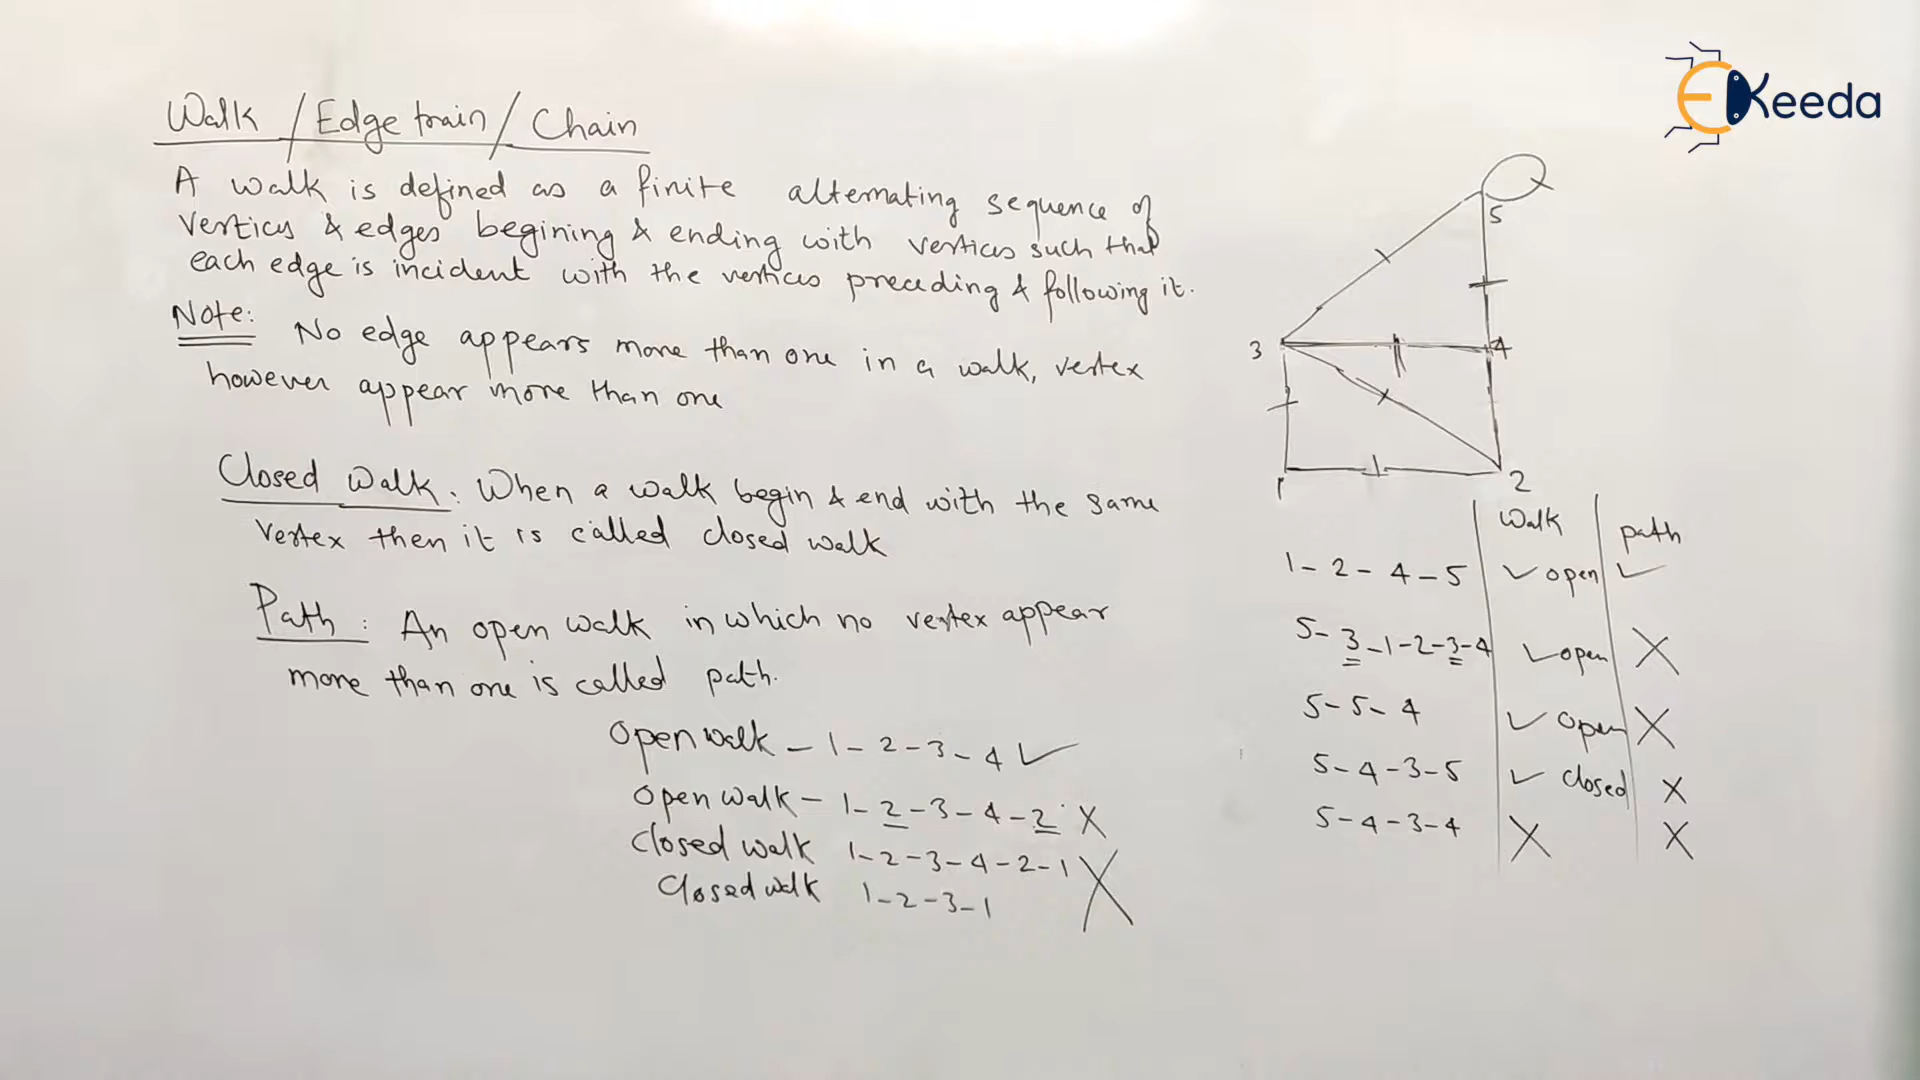 EKeeda
Walk / Edge train / Chain
A walk is defined as a finite alternating sequence of
vertices & edges begining & ending with vertices such that
each edge is incident with the vertices preceding & following it.
Note: No edge appears more than one in a walk, vertex
however appear more than one
Closed Walk: When a walk begin & end with the same
vertex then it is called closed walk
Path: An open walk in which no vertex appear
more than one is called path.
Open walk - 1-2-3-4 ✓
Open walk - 1-2-3-4-2 X
Closed walk 1-2-3-4-2-1 X
Closed walk 1-2-3-1
5
3
4
1
2
Walk path
1-2-4-5 ✓ open ✓
5-3-1-2-3-4 ✓ open X
5-5-4 ✓ open X
5-4-3-5 ✓ closed X
5-4-3-4 X X